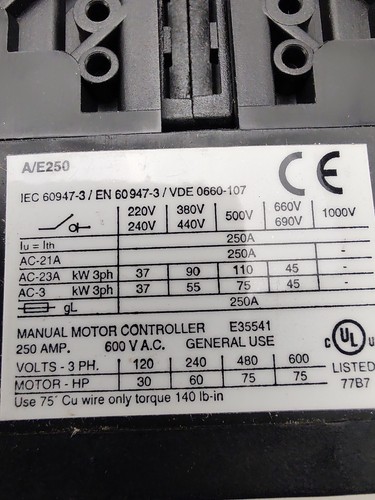 A/E250
CE
IEC 60947-3 / EN 60947-3 / VDE 0660-107
220V 380V 500V 660V 1000V
240V 440V 690V
Iu = Ith 250A
AC-21A 250A -
AC-23A kW 3ph 37 90 110 45 -
AC-3 kW 3ph 37 55 75 45 -
gL 250A
MANUAL MOTOR CONTROLLER E35541
250 AMP. 600 V A.C. GENERAL USE
c UL us
VOLTS - 3 PH. 120 240 480 600
LISTED
MOTOR - HP 30 60 75 75
77B7
Use 75´ Cu wire only torque 140 lb-in